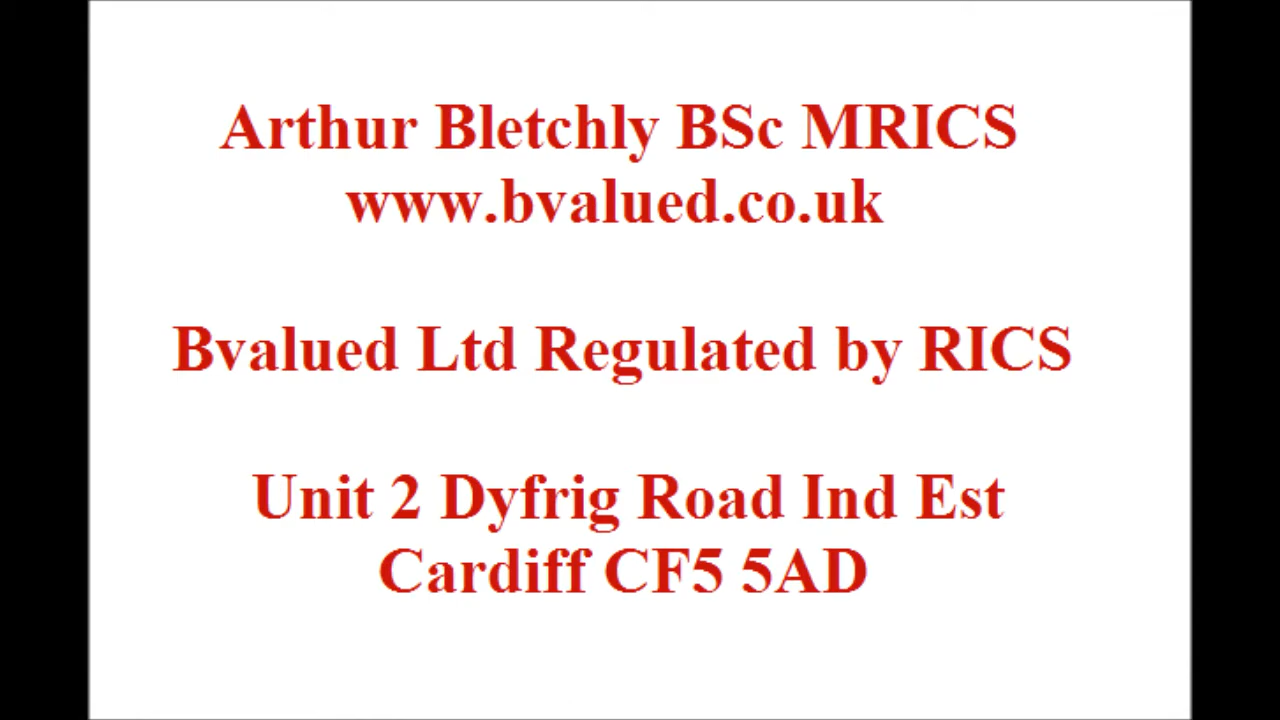 Arthur Bletchly BSc MRICS
www.bvalued.co.uk
Bvalued Ltd Regulated by RICS
Unit 2 Dyfrig Road Ind Est
Cardiff CF5 5AD